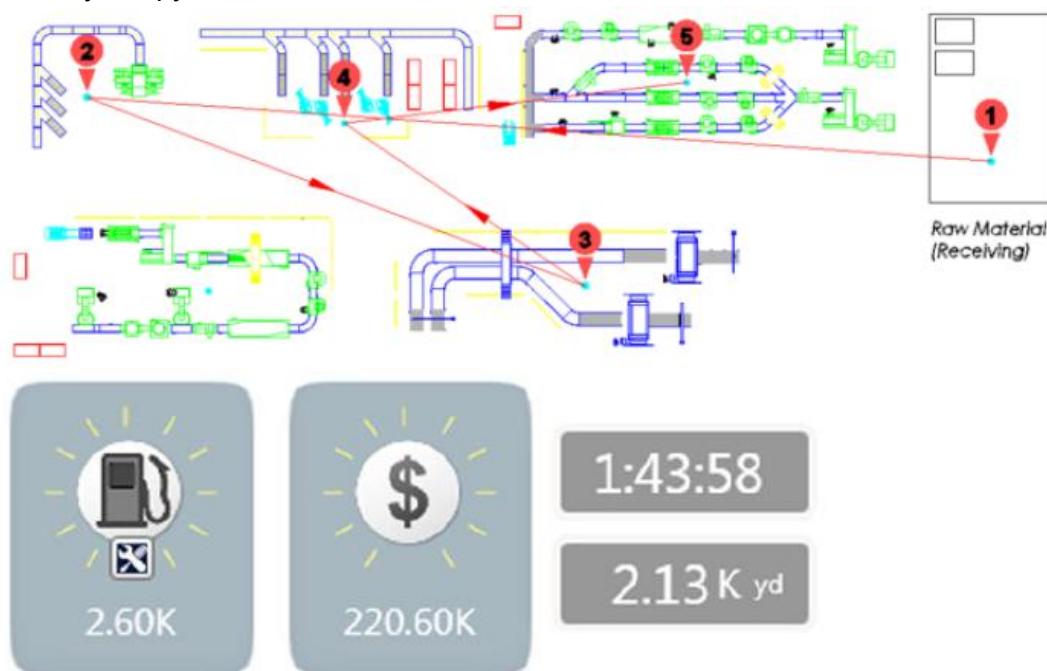 2
4
5
1
3
Raw Material
(Receiving)
2.60K
$
220.60K
1:43:58
2.13 K yd